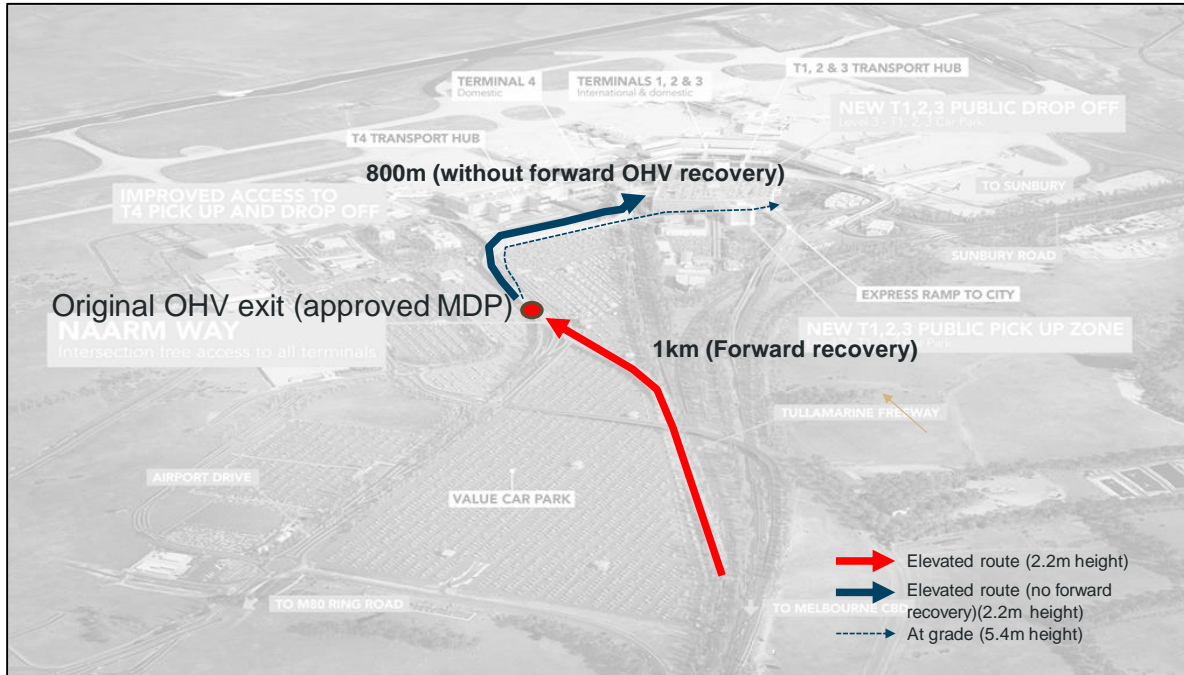 TERMINAL 4
Domestic
TERMINALS 1, 2 & 3
International & domestic
T1, 2 & 3 TRANSPORT HUB
NEW T1,2,3 PUBLIC DROP OFF
T4 TRANSPORT HUB
800m (without forward OHV recovery)
IMPROVED ACCESS TO
T4 PICK UP AND DROP OFF
TO SUNBURY
SUNBURY ROAD
EXPRESS RAMP TO CITY
Original OHV exit (approved MDP)
NAARM WAY
Intersection free access to all terminals
NEW T1,2,3 PUBLIC PICK UP ZONE
1km (Forward recovery)
TULLAMARINE FREEWAY
AIRPORT DRIVE
VALUE CAR PARK
TO M80 RING ROAD
TO MELBOURNE CBD
Elevated route (2.2m height)
Elevated route (no forward
recovery)(2.2m height)
At grade (5.4m height)